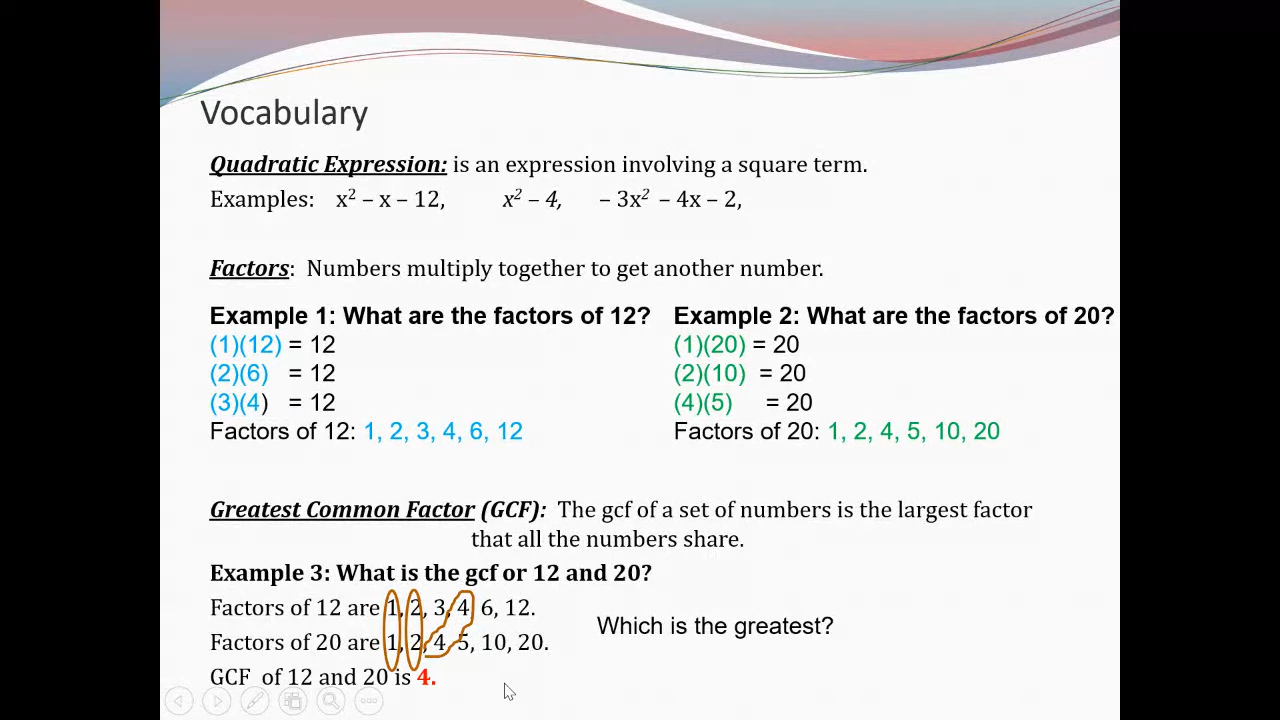 Vocabulary
Quadratic Expression: is an expression involving a square term.
Examples: x² – x – 12, x² – 4, – 3x² – 4x – 2,
Factors: Numbers multiply together to get another number.
Example 1: What are the factors of 12?
(1)(12) = 12
(2)(6) = 12
(3)(4) = 12
Factors of 12: 1, 2, 3, 4, 6, 12
Example 2: What are the factors of 20?
(1)(20) = 20
(2)(10) = 20
(4)(5) = 20
Factors of 20: 1, 2, 4, 5, 10, 20
Greatest Common Factor (GCF): The gcf of a set of numbers is the largest factor
that all the numbers share.
Example 3: What is the gcf or 12 and 20?
Factors of 12 are 1, 2, 3, 4, 6, 12.
Factors of 20 are 1, 2, 4, 5, 10, 20.
GCF of 12 and 20 is 4.
Which is the greatest?